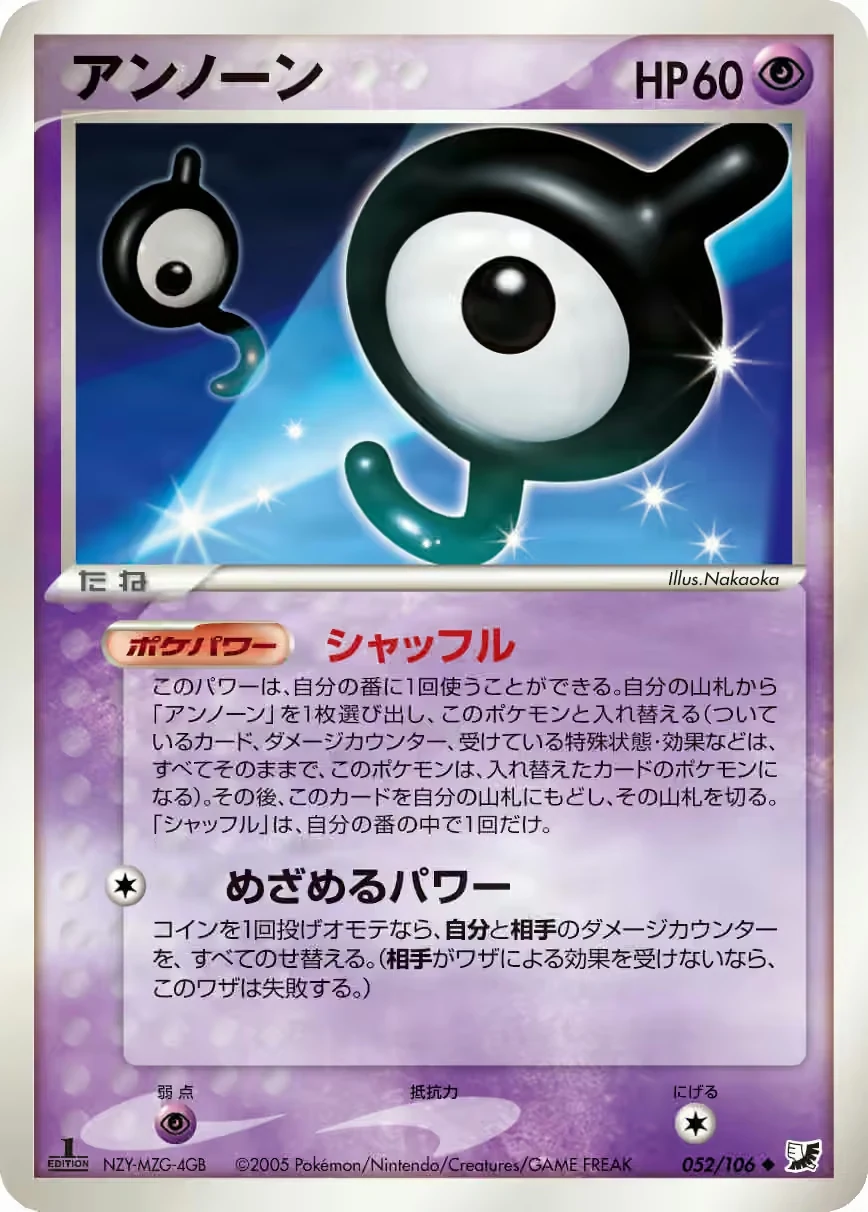 アンノーン HP60
たね Illus.Nakaoka
ポケパワー シャッフル
このパワーは、自分の番に1回使うことができる。自分の山札から
「アンノーン」を1枚選び出し、このポケモンと入れ替える(ついて
いるカード、ダメージカウンター、受けている特殊状態・効果などは、
すべてそのままで、このポケモンは、入れ替えたカードのポケモンに
なる)。その後、このカードを自分の山札にもどし、その山札を切る。
「シャッフル」は、自分の番の中で1回だけ。
めざめるパワー
コインを1回投げオモテなら、自分と相手のダメージカウンター
を、すべてのせ替える。(相手がワザによる効果を受けないなら、
このワザは失敗する。)
弱点 抵抗力 にげる
1 EDITION NZY-MZG-4GB ©2005 Pokémon/Nintendo/Creatures/GAME FREAK 052/106 ◆